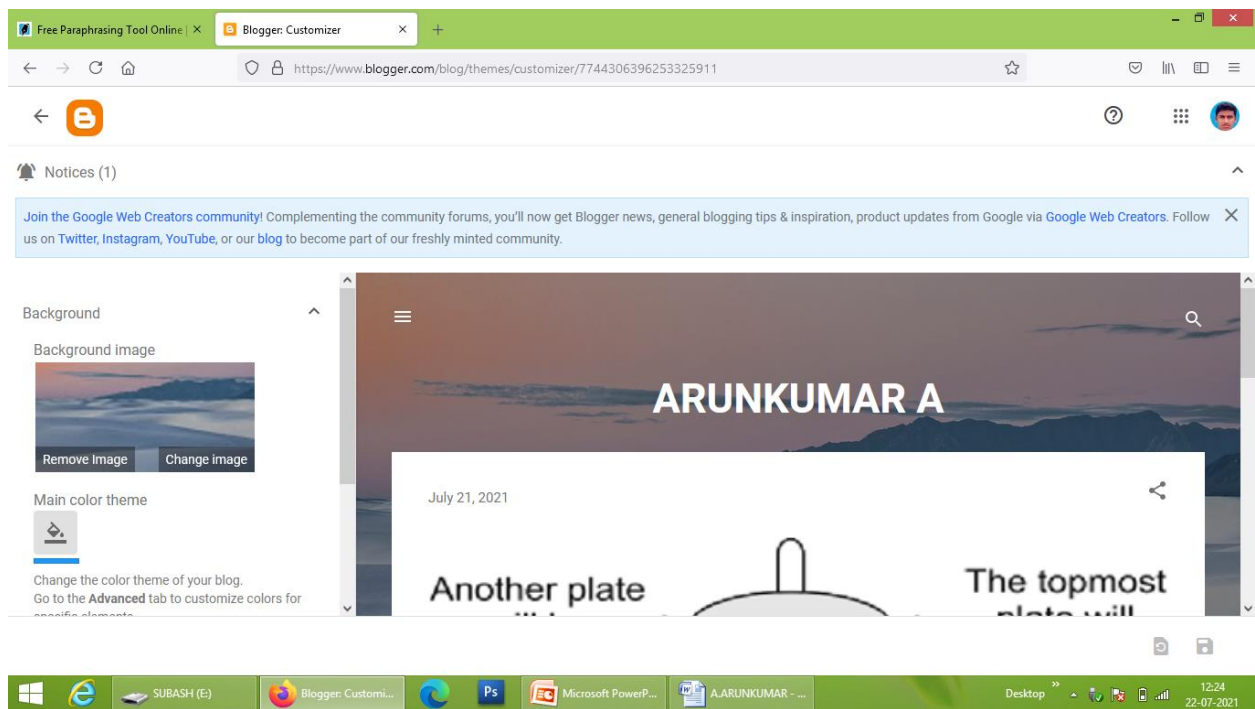 Free Paraphrasing Tool Online |
Blogger: Customizer
https://www.blogger.com/blog/themes/customizer/7744306396253325911
Notices (1)
Join the Google Web Creators community! Complementing the community forums, you'll now get Blogger news, general blogging tips & inspiration, product updates from Google via Google Web Creators. Follow
us on Twitter, Instagram, YouTube, or our blog to become part of our freshly minted community.
Background
Background image
Remove Image Change image
Main color theme
Change the color theme of your blog.
Go to the Advanced tab to customize colors for
specific elements
ARUNKUMAR A
July 21, 2021
Another plate
The topmost
plate will
SUBASH (E:) Blogger: Customi... Ps Microsoft PowerP... A.ARUNKUMAR - ... Desktop 12:24
22-07-2021